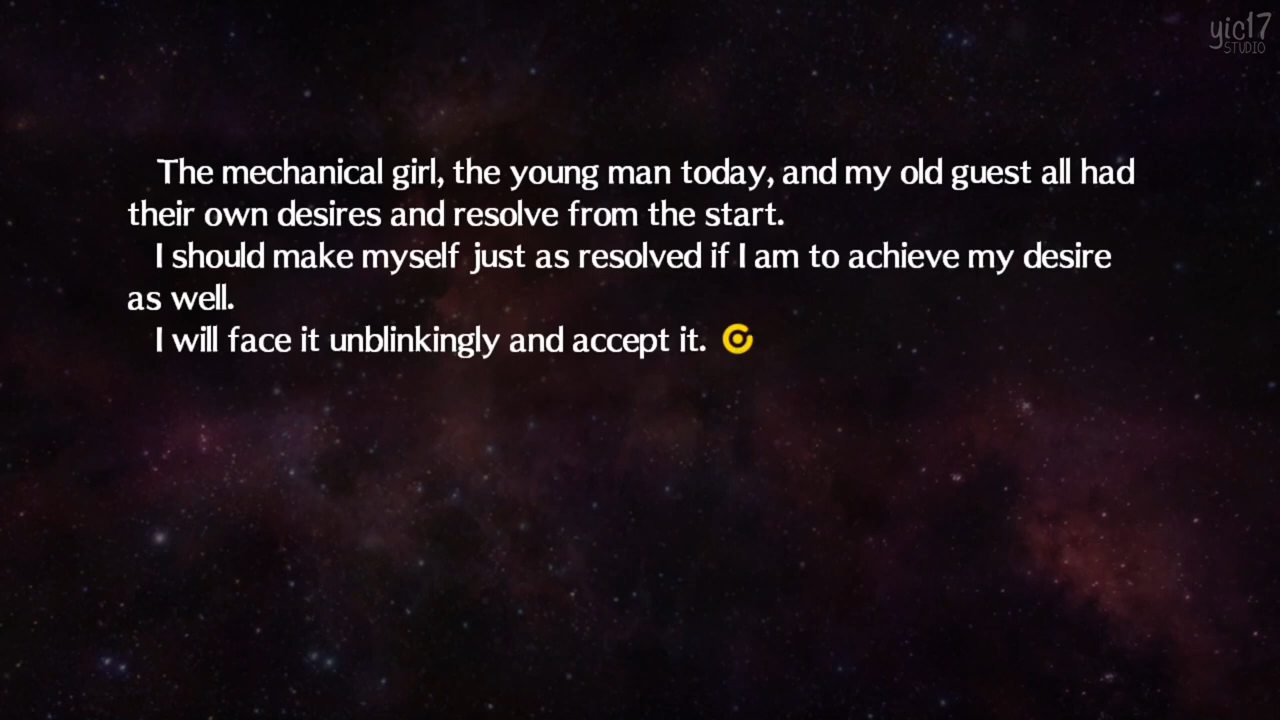 yic17
STUDIO
The mechanical girl, the young man today, and my old guest all had
their own desires and resolve from the start.
I should make myself just as resolved if I am to achieve my desire
as well.
I will face it unblinkingly and accept it.